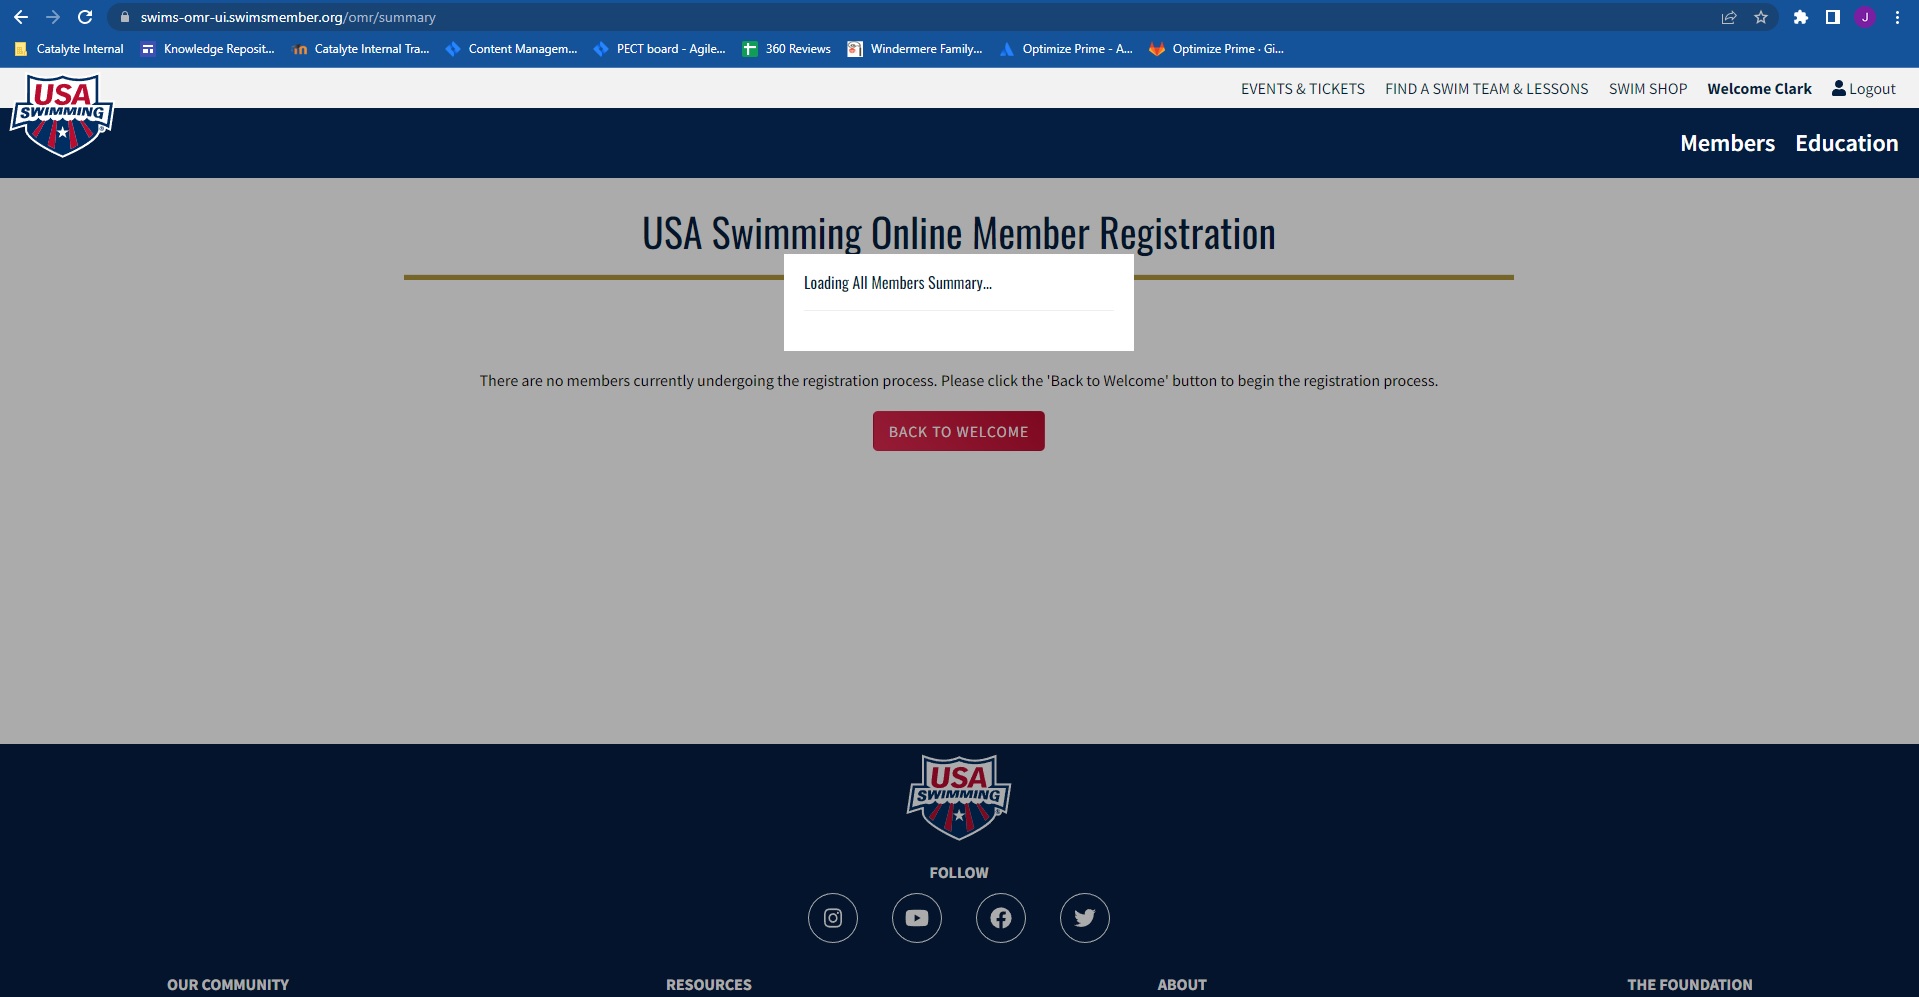 swims-omr-ui.swimsmember.org/omr/summary
J
Catalyte Internal
Knowledge Reposit...
Catalyte Internal Tra...
Content Managem...
PECT board - Agile...
360 Reviews
Windermere Family...
Optimize Prime - A...
Optimize Prime · Gi...
USA
SWIMMING
EVENTS & TICKETS
FIND A SWIM TEAM & LESSONS
SWIM SHOP
Welcome Clark
Logout
Members
Education
USA Swimming Online Member Registration
Loading All Members Summary...
There are no members currently undergoing the registration process. Please click the 'Back to Welcome' button to begin the registration process.
BACK TO WELCOME
USA
SWIMMING
FOLLOW
OUR COMMUNITY
RESOURCES
ABOUT
THE FOUNDATION